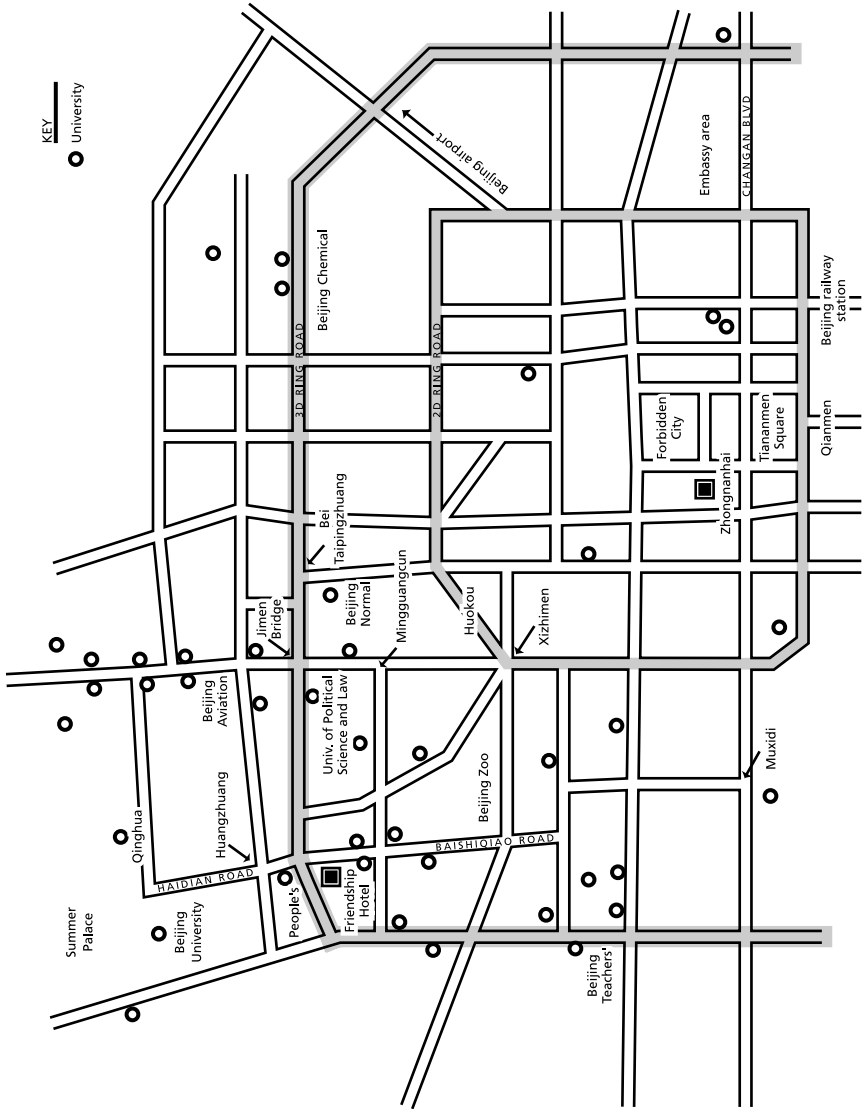 KEY
University
Summer
Palace
Beijing
University
Qinghua
HAIDIAN ROAD
Huangzhuang
Beijing
Aviation
Jimen
Bridge
People's
Friendship
Hotel
Univ. of Political
Science and Law
Beijing
Normal
Mingguangcun
Bei
Taipingzhuang
3D RING ROAD
Beijing Chemical
2D RING ROAD
Beijing airport
Huokou
Xizhimen
Beijing Zoo
BAISHIQIAO ROAD
Beijing
Teachers'
Muxidi
Forbidden
City
Zhongnanhai
Tiananmen
Square
Qianmen
Beijing railway
station
Embassy area
CHANGAN BLVD